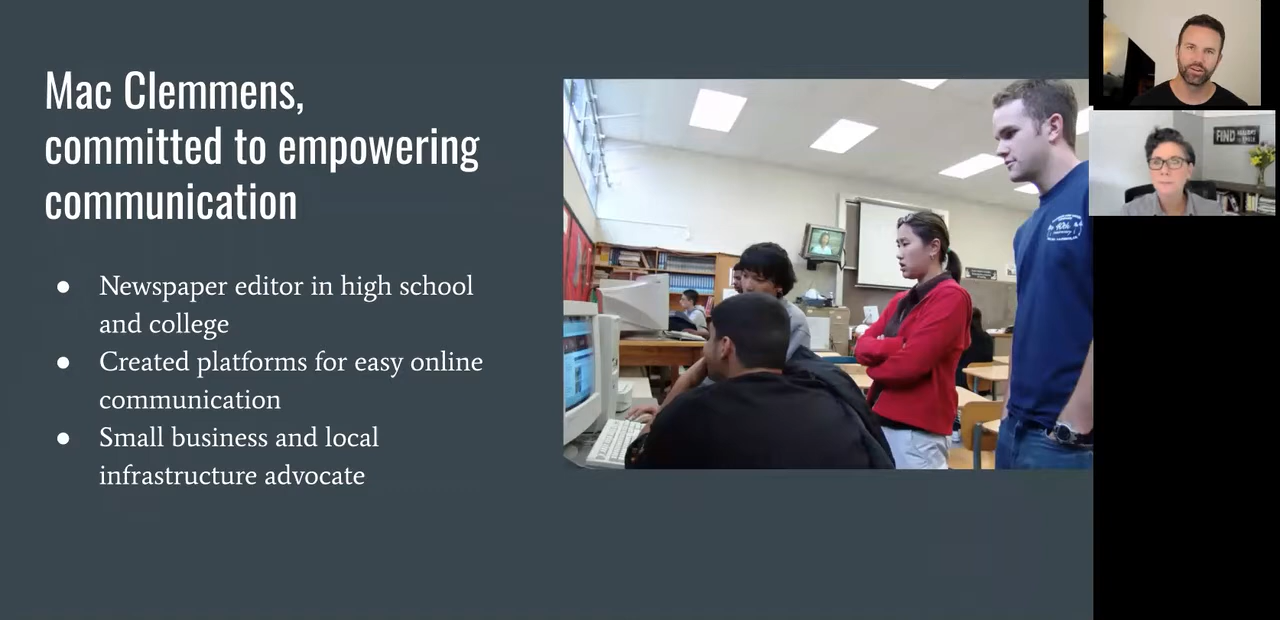 Mac Clemmens,
committed to empowering
communication
● Newspaper editor in high school
and college
● Created platforms for easy online
communication
● Small business and local
infrastructure advocate
FIND